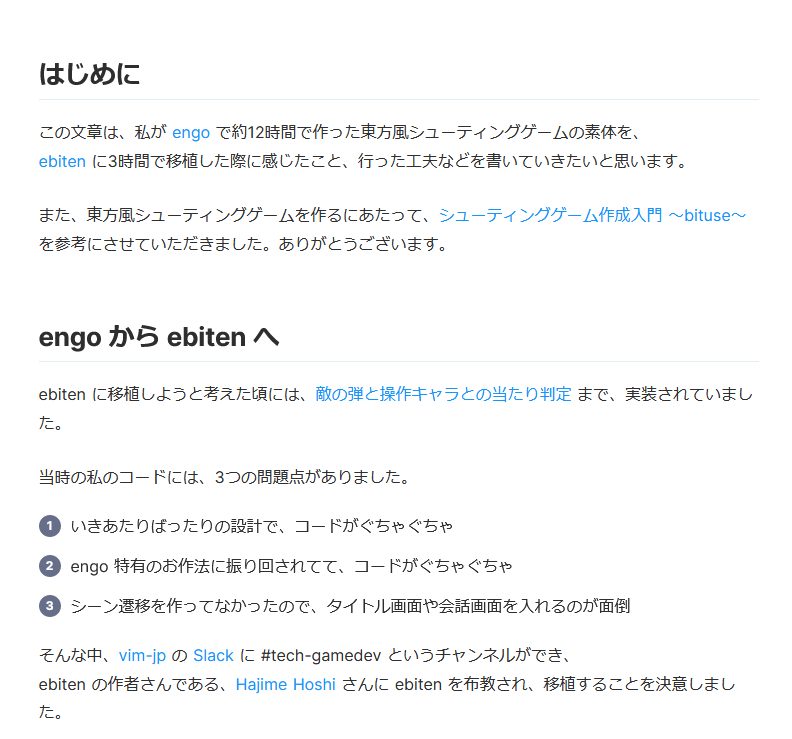 はじめに
この文章は、私が engo で約12時間で作った東方風シューティングゲームの素体を、
ebiten に3時間で移植した際に感じたこと、行った工夫などを書いていきたいと思います。
また、東方風シューティングゲームを作るにあたって、シューティングゲーム作成入門 〜bituse〜
を参考にさせていただきました。ありがとうございます。
engo から ebiten へ
ebiten に移植しようと考えた頃には、敵の弾と操作キャラとの当たり判定 まで、実装されていまし
た。
当時の私のコードには、3つの問題点がありました。
1 いきあたりばったりの設計で、コードがぐちゃぐちゃ
2 engo 特有のお作法に振り回されてて、コードがぐちゃぐちゃ
3 シーン遷移を作ってなかったので、タイトル画面や会話画面を入れるのが面倒
そんな中、vim-jp の Slack に #tech-gamedev というチャンネルができ、
ebiten の作者さんである、Hajime Hoshi さんに ebiten を布教され、移植することを決意しまし
た。